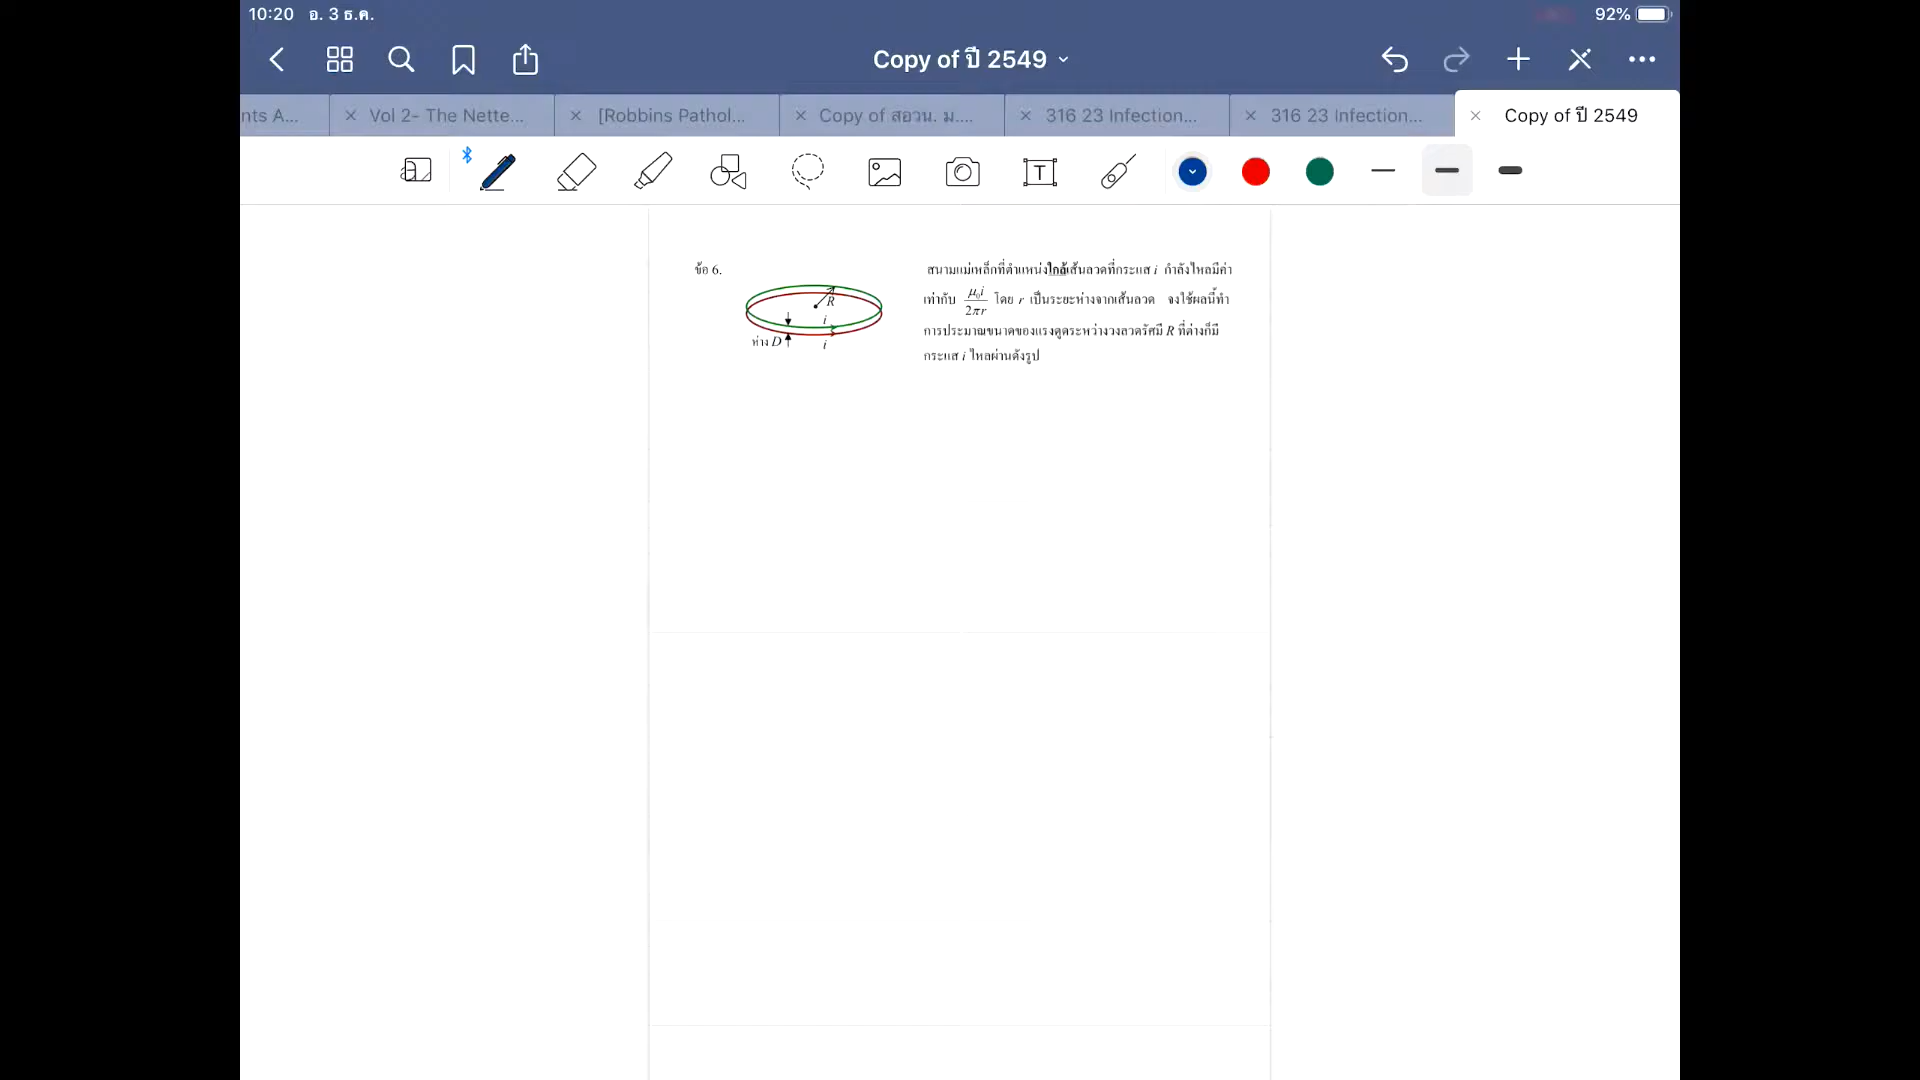 10:20 อ. 3 ธ.ค.
92%
Copy of ปี 2549
nts A...
Vol 2- The Nette...
[Robbins Pathol...
Copy of สอวน. ม....
316 23 Infection...
316 23 Infection...
Copy of ปี 2549
a
T
ข้อ 6.
R
i
ห่าง D
i
สนามแม่เหล็กที่ตำแหน่งใกล้เส้นลวดที่กระแส i กำลังไหลมีค่า
เท่ากับ μ₀i/2πr โดย r เป็นระยะห่างจากเส้นลวด จงใช้ผลนี้ทำ
การประมาณขนาดของแรงดูดระหว่างวงลวดรัศมี R ที่ต่างก็มี
กระแส i ไหลผ่านดังรูป